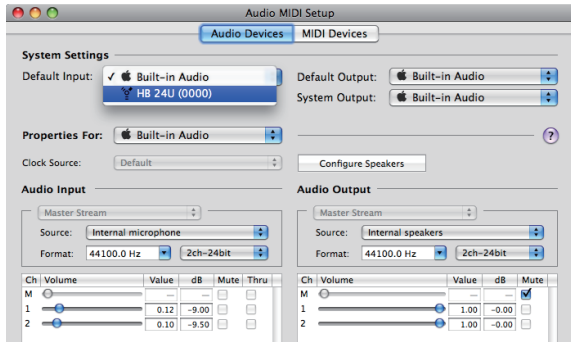 Audio MIDI Setup
Audio Devices MIDI Devices
System Settings
Default Input: ✓ Built-in Audio Default Output: Built-in Audio
HB 24U (0000) System Output: Built-in Audio
Properties For: Built-in Audio ?
Clock Source: Default Configure Speakers
Audio Input Audio Output
Master Stream Master Stream
Source: Internal microphone Source: Internal speakers
Format: 44100.0 Hz 2ch-24bit Format: 44100.0 Hz 2ch-24bit
Ch Volume Value dB Mute Thru Ch Volume Value dB Mute
M — — M — —
1 0.12 -9.00 1 1.00 -0.00
2 0.10 -9.50 2 1.00 -0.00